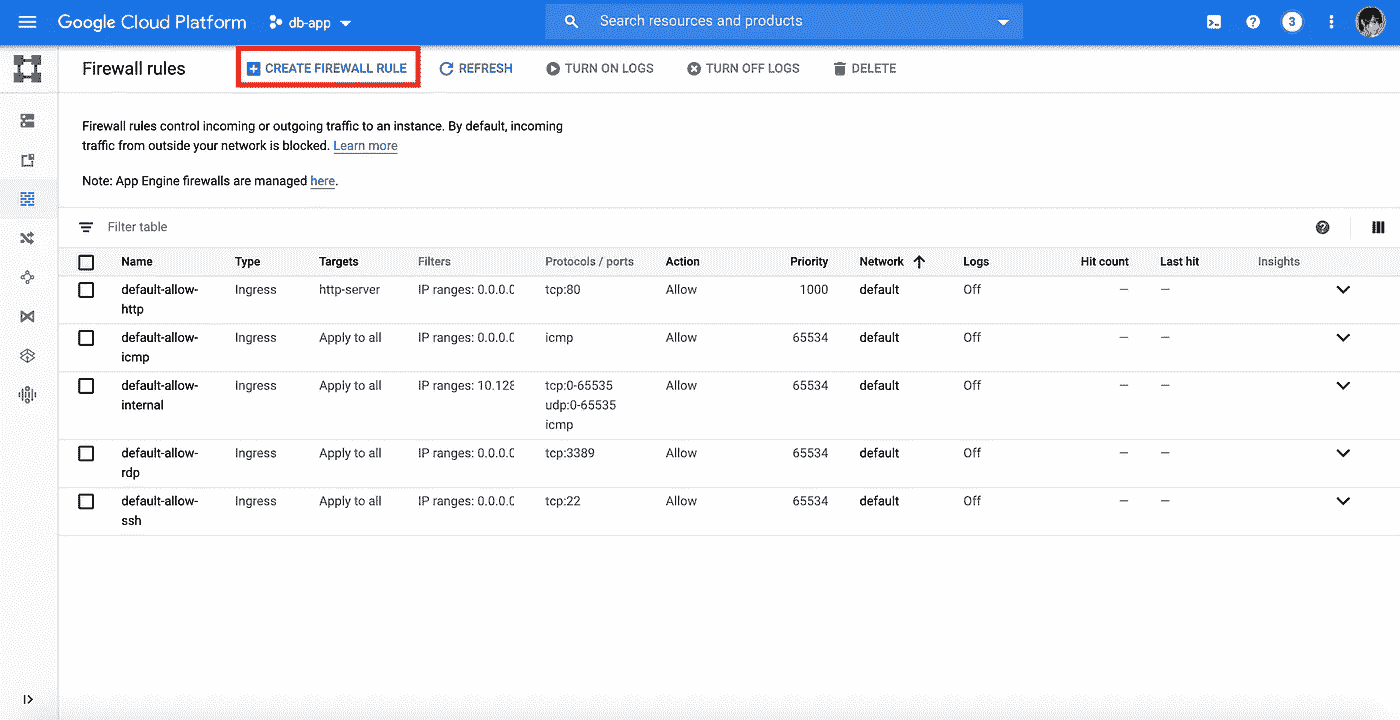 Google Cloud Platform db-app Search resources and products 3
Firewall rules CREATE FIREWALL RULE REFRESH TURN ON LOGS TURN OFF LOGS DELETE
Firewall rules control incoming or outgoing traffic to an instance. By default, incoming
traffic from outside your network is blocked. Learn more
Note: App Engine firewalls are managed here.
Filter table
Name Type Targets Filters Protocols / ports Action Priority Network Logs Hit count Last hit Insights
default-allow- Ingress http-server IP ranges: 0.0.0.0 tcp:80 Allow 1000 default Off — —
http
default-allow- Ingress Apply to all IP ranges: 0.0.0.0 icmp Allow 65534 default Off — —
icmp
default-allow- Ingress Apply to all IP ranges: 10.128 tcp:0-65535 Allow 65534 default Off — —
internal udp:0-65535
icmp
default-allow- Ingress Apply to all IP ranges: 0.0.0.0 tcp:3389 Allow 65534 default Off — —
rdp
default-allow- Ingress Apply to all IP ranges: 0.0.0.0 tcp:22 Allow 65534 default Off — —
ssh